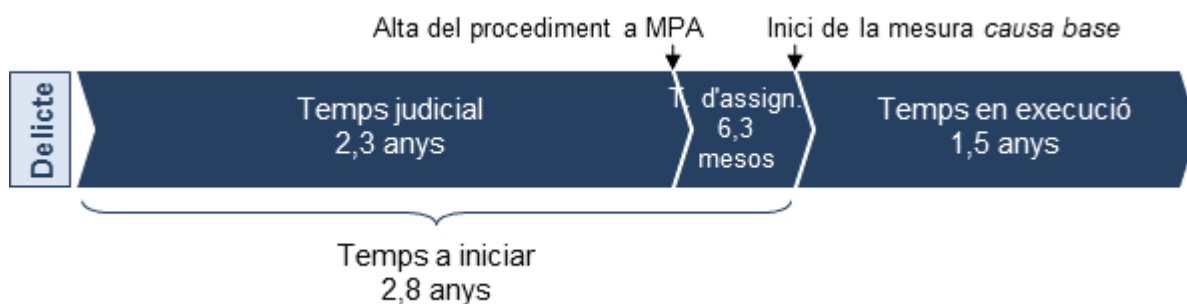 Alta del procediment a MPA
Inici de la mesura causa base
Delicte
Temps judicial
2,3 anys
T. d'assign.
6,3
mesos
Temps en execució
1,5 anys
Temps a iniciar
2,8 anys